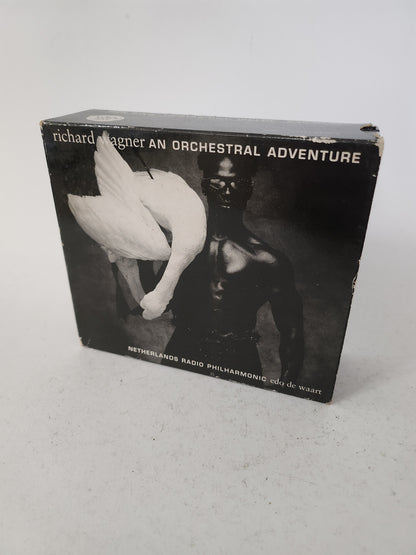 richard wagner AN ORCHESTRAL ADVENTURE
NETHERLANDS RADIO PHILHARMONIC edo de waart